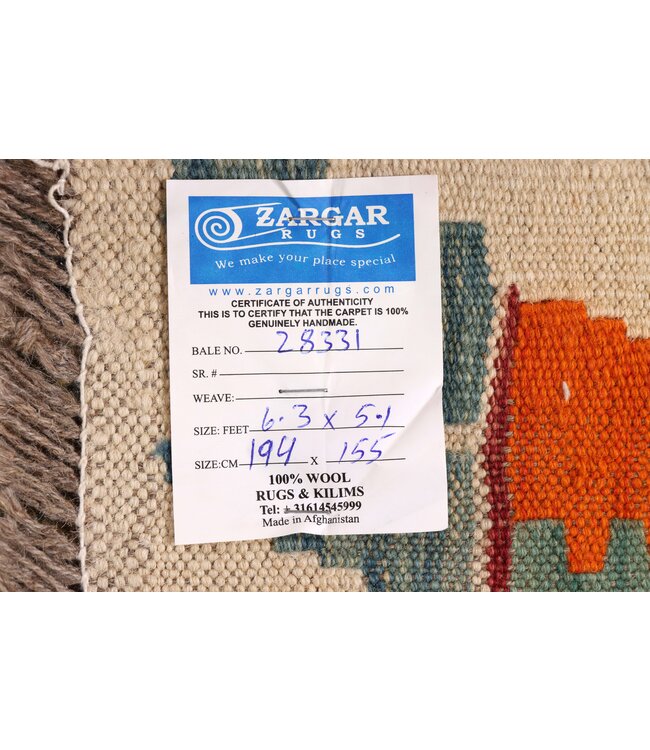 ZARGAR
RUGS
We make your place special
www.zargarrugs.com
CERTIFICATE OF AUTHENTICITY
THIS IS TO CERTIFY THAT THE CARPET IS 100%
GENUINELY HANDMADE.
BALE NO. 28331
SR. #
WEAVE:
SIZE: FEET 6.3 x 5.1
SIZE:CM 194 X 155
100% WOOL
RUGS & KILIMS
Tel: +31614545999
Made in Afghanistan